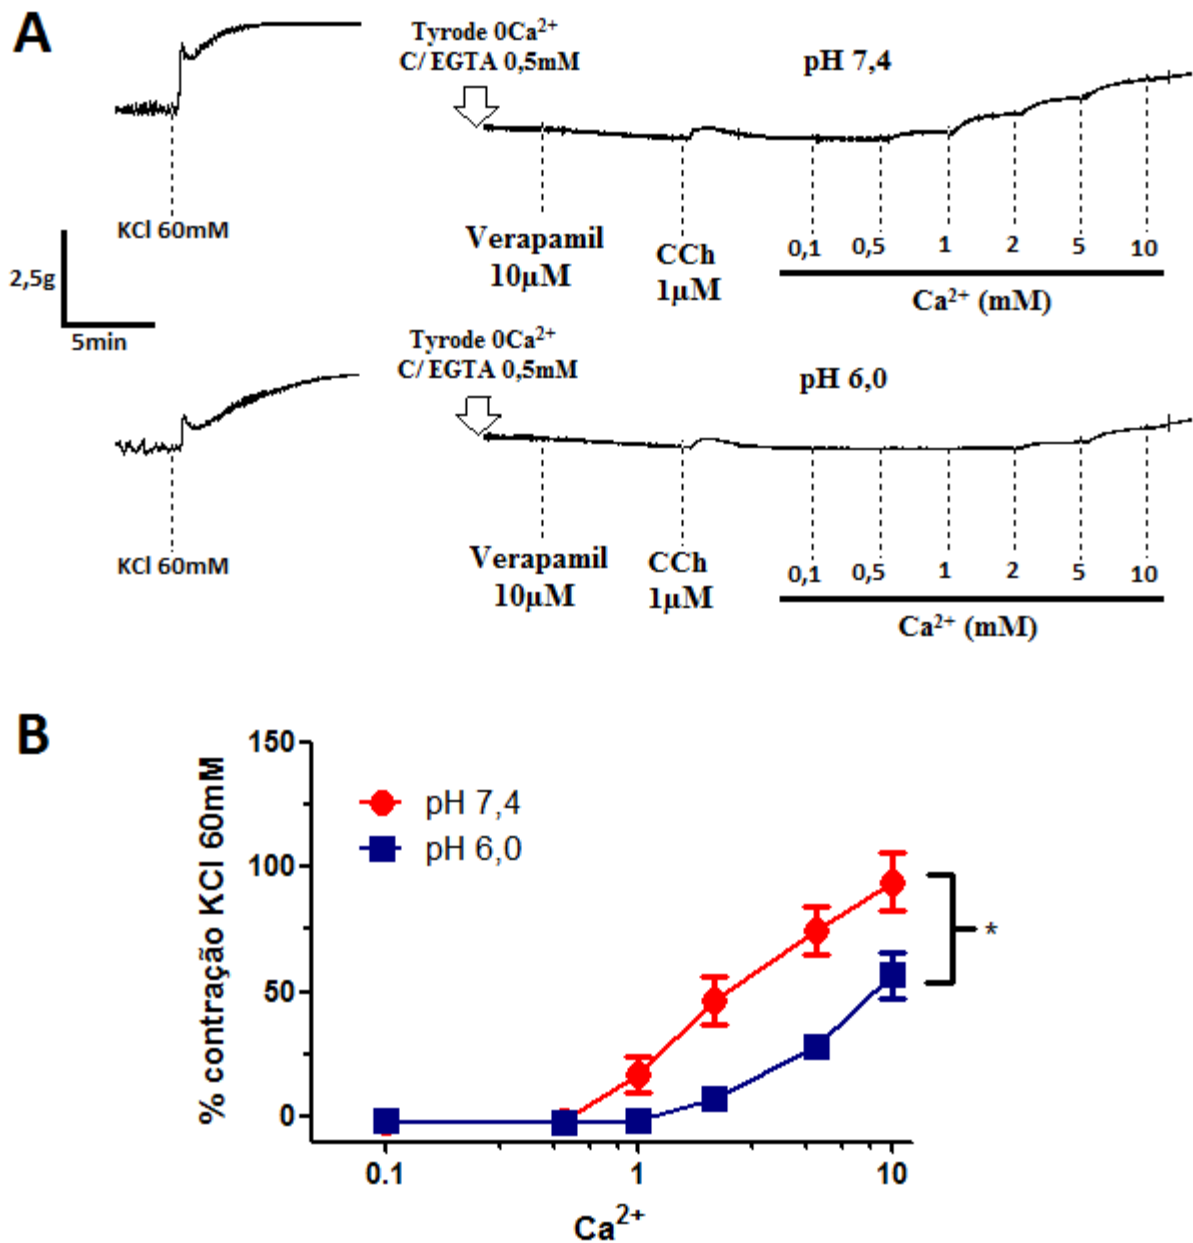 A
Tyrode 0Ca²⁺
C/ EGTA 0,5mM
pH 7,4
KCl 60mM
Verapamil
10µM
CCh
1µM
0,1 0,5 1 2 5 10
Ca²⁺ (mM)
2,5g
5min
Tyrode 0Ca²⁺
C/ EGTA 0,5mM
pH 6,0
KCl 60mM
Verapamil
10µM
CCh
1µM
0,1 0,5 1 2 5 10
Ca²⁺ (mM)
B
% contração KCl 60mM
150
100
50
0
pH 7,4
pH 6,0
*
0.1 1 10
Ca²⁺